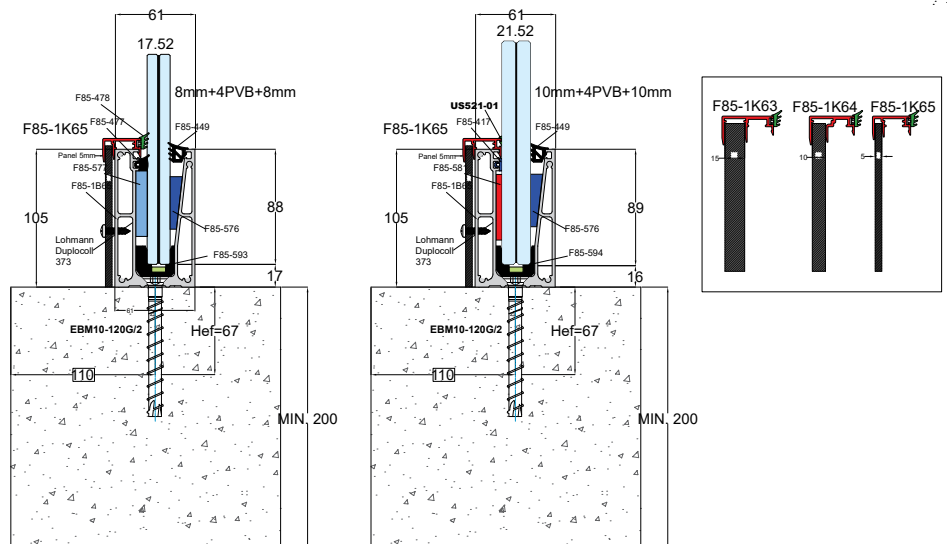 61
17.52
8mm+4PVB+8mm
F85-478
F85-477
F85-1K65
F85-449
Panel 5mm
F85-577
F85-1B6
105
88
F85-576
Lohmann
Duplocoll
373
F85-593
17
61
EBM10-120G/2
Hef=67
110
MIN. 200
61
21.52
10mm+4PVB+10mm
US521-01
F85-1K65
F85-417
F85-449
Panel 5mm
F85-58
F85-1B6
105
89
F85-576
Lohmann
Duplocoll
373
F85-594
16
EBM10-120G/2
Hef=67
110
MIN. 200
F85-1K63
F85-1K64
F85-1K65
15
10
5